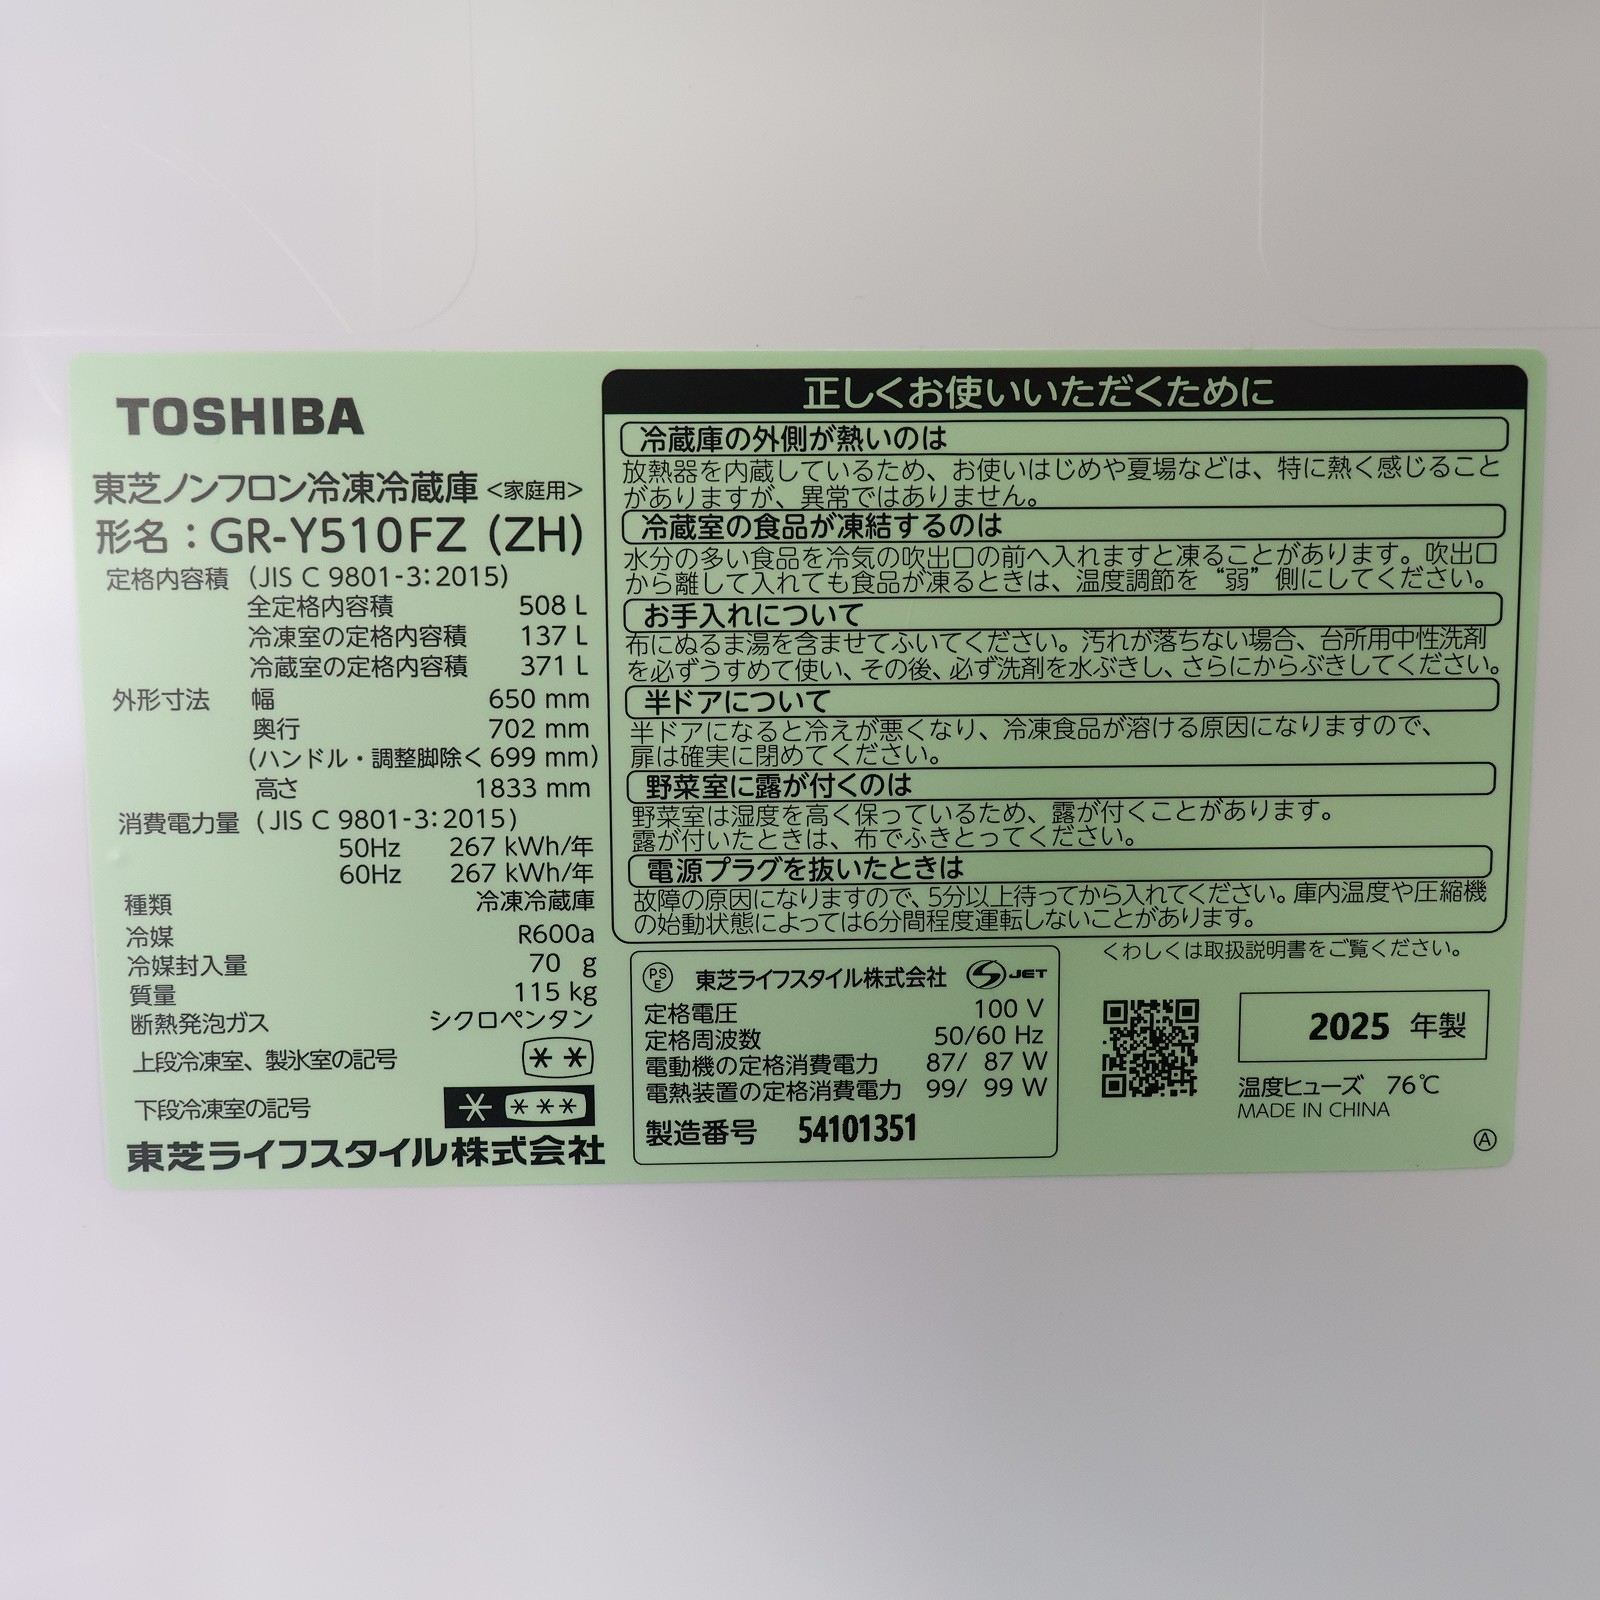 TOSHIBA
東芝ノンフロン冷凍冷蔵庫 <家庭用>
形名：GR-Y510FZ (ZH)
定格内容積 (JIS C 9801-3:2015)
全定格内容積 508 L
冷凍室の定格内容積 137 L
冷蔵室の定格内容積 371 L
外形寸法 幅 650 mm
奥行 702 mm
(ハンドル・調整脚除く 699 mm)
高さ 1833 mm
消費電力量 (JIS C 9801-3:2015)
50Hz 267 kWh/年
60Hz 267 kWh/年
種類 冷凍冷蔵庫
冷媒 R600a
冷媒封入量 70 g
質量 115 kg
断熱発泡ガス シクロペンタン
上段冷凍室、製氷室の記号 ＊＊
下段冷凍室の記号 ＊ ＊＊＊
東芝ライフスタイル株式会社
正しくお使いいただくために
冷蔵庫の外側が熱いのは
放熱器を内蔵しているため、お使いはじめや夏場などは、特に熱く感じること
がありますが、異常ではありません。
冷蔵室の食品が凍結するのは
水分の多い食品を冷気の吹出口の前へ入れますと凍ることがあります。吹出口
から離して入れても食品が凍るときは、温度調節を“弱”側にしてください。
お手入れについて
布にぬるま湯を含ませてふいてください。汚れが落ちない場合、台所用中性洗剤
を必ずうすめて使い、その後、必ず洗剤を水ぶきし、さらにからぶきしてください。
半ドアについて
半ドアになると冷えが悪くなり、冷凍食品が溶ける原因になりますので、
扉は確実に閉めてください。
野菜室に露が付くのは
野菜室は湿度を高く保っているため、露が付くことがあります。
露が付いたときは、布でふきとってください。
電源プラグを抜いたときは
故障の原因になりますので、5分以上待ってから入れてください。庫内温度や圧縮機
の始動状態によっては6分間程度運転しないことがあります。
くわしくは取扱説明書をご覧ください。
PSE 東芝ライフスタイル株式会社 JET
定格電圧 100 V
定格周波数 50/60 Hz
電動機の定格消費電力 87/ 87 W
電熱装置の定格消費電力 99/ 99 W
製造番号 54101351
2025 年製
温度ヒューズ 76℃
MADE IN CHINA
Ⓐ